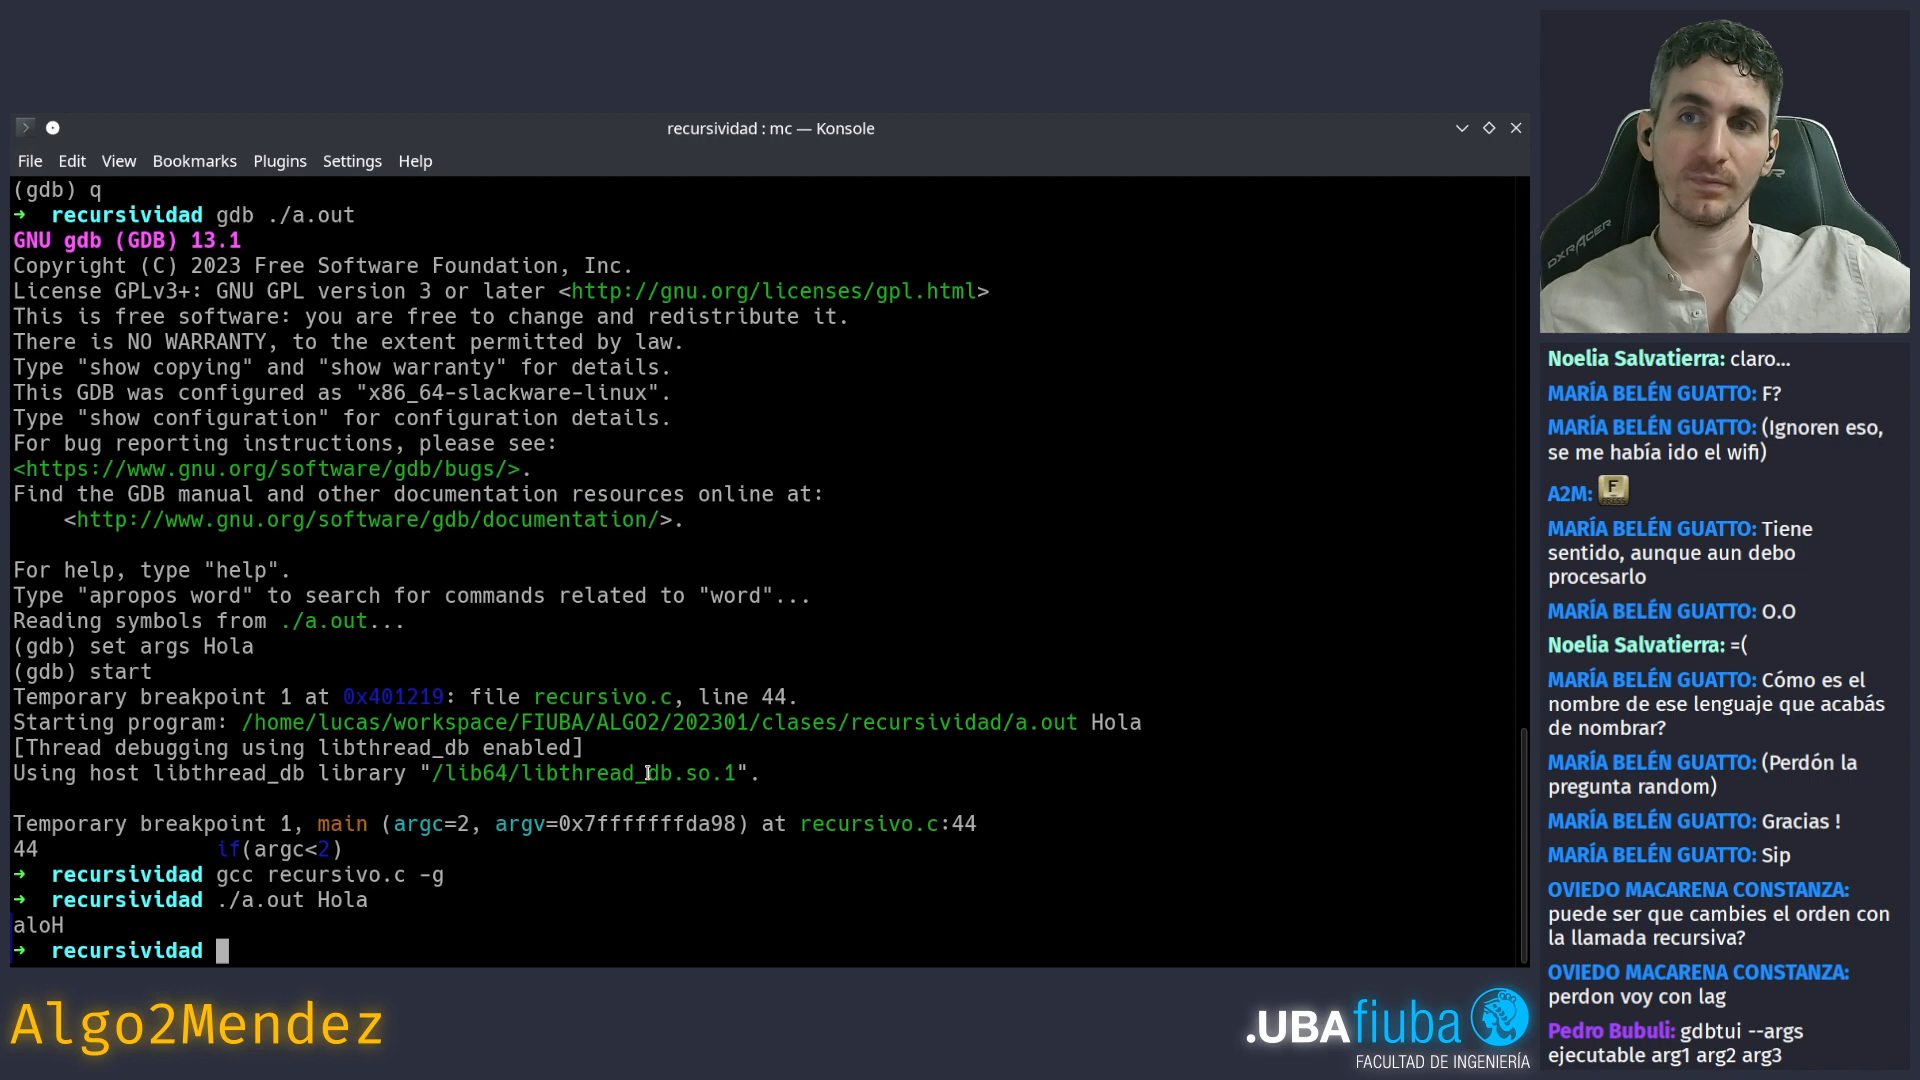 recursividad : mc — Konsole
File Edit View Bookmarks Plugins Settings Help
(gdb) q
➜ recursividad gdb ./a.out
GNU gdb (GDB) 13.1
Copyright (C) 2023 Free Software Foundation, Inc.
License GPLv3+: GNU GPL version 3 or later <http://gnu.org/licenses/gpl.html>
This is free software: you are free to change and redistribute it.
There is NO WARRANTY, to the extent permitted by law.
Type "show copying" and "show warranty" for details.
This GDB was configured as "x86_64-slackware-linux".
Type "show configuration" for configuration details.
For bug reporting instructions, please see:
<https://www.gnu.org/software/gdb/bugs/>.
Find the GDB manual and other documentation resources online at:
<http://www.gnu.org/software/gdb/documentation/>.
For help, type "help".
Type "apropos word" to search for commands related to "word"...
Reading symbols from ./a.out...
(gdb) set args Hola
(gdb) start
Temporary breakpoint 1 at 0x401219: file recursivo.c, line 44.
Starting program: /home/lucas/workspace/FIUBA/ALGO2/202301/clases/recursividad/a.out Hola
[Thread debugging using libthread_db enabled]
Using host libthread_db library "/lib64/libthread_db.so.1".
Temporary breakpoint 1, main (argc=2, argv=0x7fffffffda98) at recursivo.c:44
44 if(argc<2)
➜ recursividad gcc recursivo.c -g
➜ recursividad ./a.out Hola
aloH
➜ recursividad
Algo2Mendez
.UBAfiuba
FACULTAD DE INGENIERÍA
DXRACER
Noelia Salvatierra: claro...
MARÍA BELÉN GUATTO: F?
MARÍA BELÉN GUATTO: (Ignoren eso,
se me había ido el wifi)
A2M: F
MARÍA BELÉN GUATTO: Tiene
sentido, aunque aun debo
procesarlo
MARÍA BELÉN GUATTO: O.O
Noelia Salvatierra: =(
MARÍA BELÉN GUATTO: Cómo es el
nombre de ese lenguaje que acabás
de nombrar?
MARÍA BELÉN GUATTO: (Perdón la
pregunta random)
MARÍA BELÉN GUATTO: Gracias !
MARÍA BELÉN GUATTO: Sip
OVIEDO MACARENA CONSTANZA:
puede ser que cambies el orden con
la llamada recursiva?
OVIEDO MACARENA CONSTANZA:
perdon voy con lag
Pedro Bubuli: gdbtui --args
ejecutable arg1 arg2 arg3